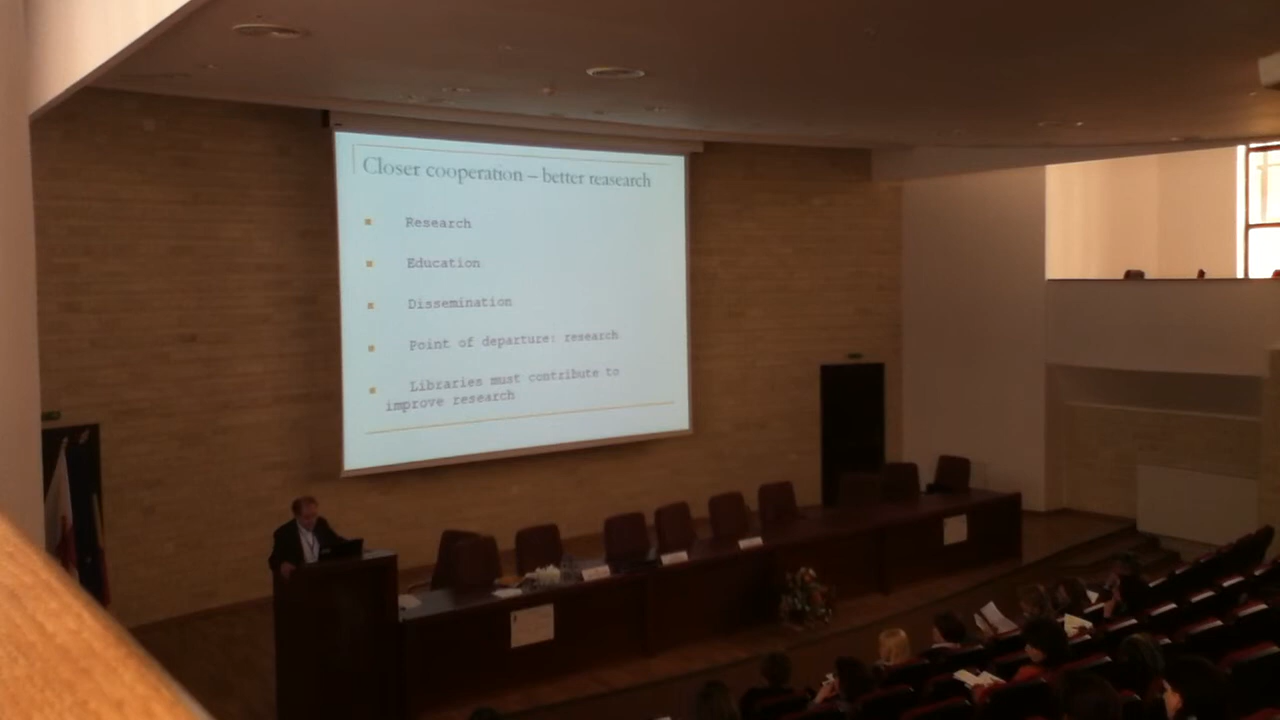 Closer cooperation – better reasearch
Research
Education
Dissemination
Point of departure: research
Libraries must contribute to
improve research